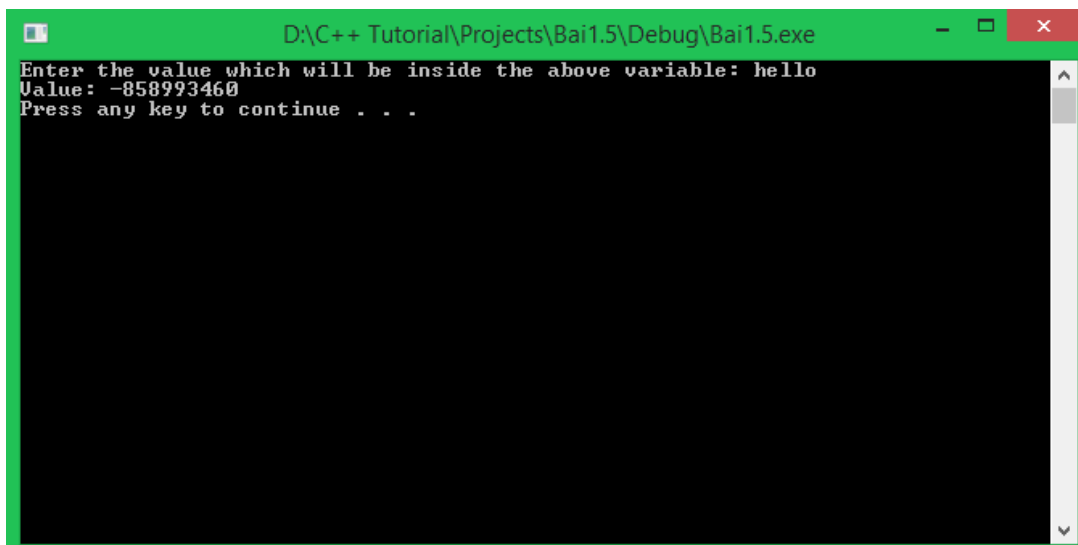 D:\C++ Tutorial\Projects\Bai1.5\Debug\Bai1.5.exe
Enter the value which will be inside the above variable: hello
Value: -858993460
Press any key to continue . . .